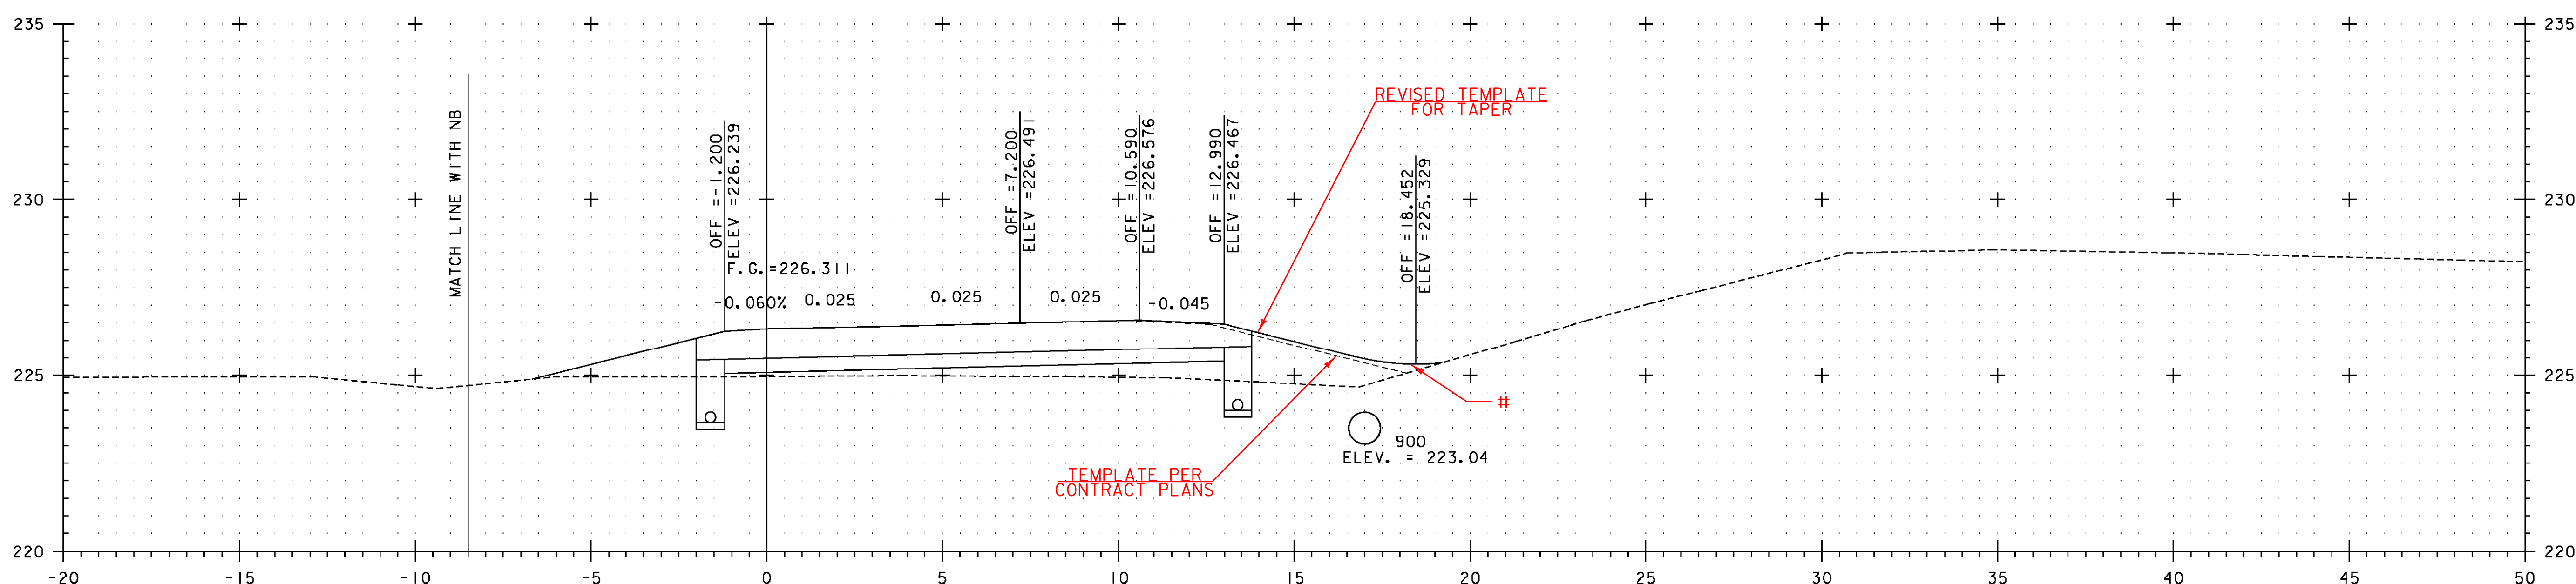 235
235
REVISED TEMPLATE
FOR TAPER
MATCH LINE WITH NB
OFF =-1.200
ELEV =226.239
OFF =7.200
ELEV =226.491
OFF =10.590
ELEV =226.576
OFF =12.990
ELEV =226.467
OFF =18.452
ELEV =225.329
230
230
F.G.=226.311
-0.060%
0.025
0.025
0.025
-0.045
225
225
#
900
ELEV. = 223.04
TEMPLATE PER
CONTRACT PLANS
220
220
-20 -15 -10 -5 0 5 10 15 20 25 30 35 40 45 50